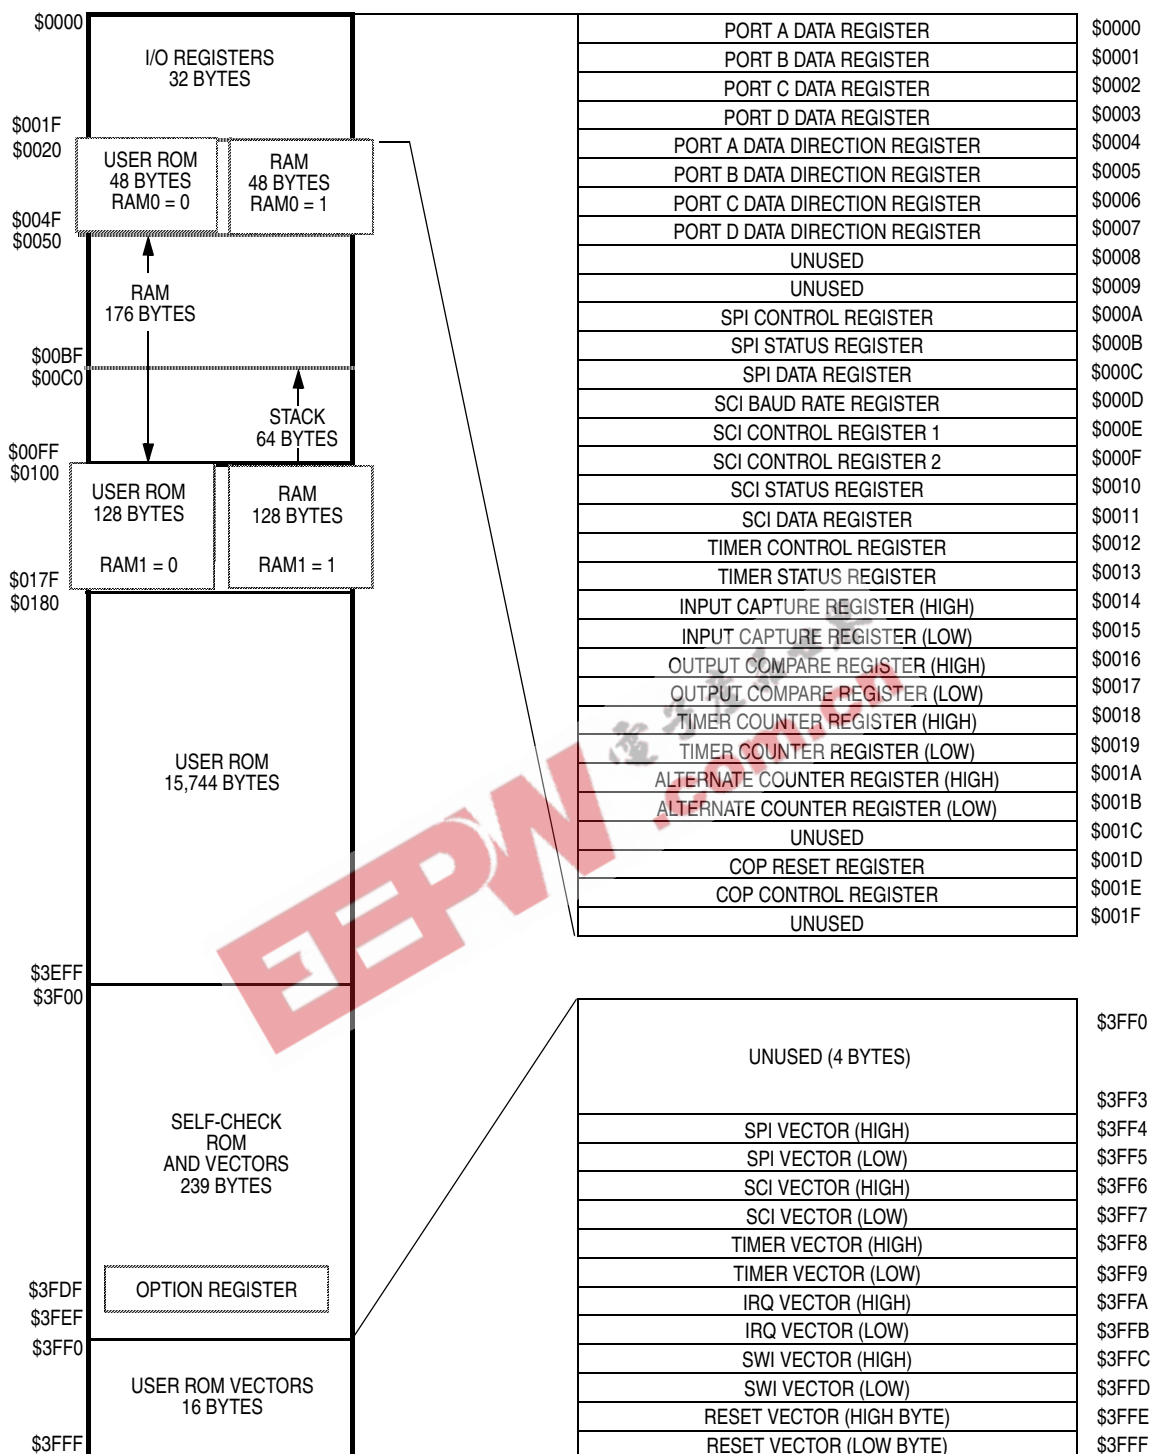 $0000
I/O REGISTERS
32 BYTES
$001F
$0020
USER ROM
48 BYTES
RAM0 = 0
RAM
48 BYTES
RAM0 = 1
$004F
$0050
RAM
176 BYTES
$00BF
$00C0
STACK
64 BYTES
$00FF
$0100
USER ROM
128 BYTES
RAM1 = 0
RAM
128 BYTES
RAM1 = 1
$017F
$0180
USER ROM
15,744 BYTES
$3EFF
$3F00
SELF-CHECK
ROM
AND VECTORS
239 BYTES
$3FDF
OPTION REGISTER
$3FEF
$3FF0
USER ROM VECTORS
16 BYTES
$3FFF
PORT A DATA REGISTER $0000
PORT B DATA REGISTER $0001
PORT C DATA REGISTER $0002
PORT D DATA REGISTER $0003
PORT A DATA DIRECTION REGISTER $0004
PORT B DATA DIRECTION REGISTER $0005
PORT C DATA DIRECTION REGISTER $0006
PORT D DATA DIRECTION REGISTER $0007
UNUSED $0008
UNUSED $0009
SPI CONTROL REGISTER $000A
SPI STATUS REGISTER $000B
SPI DATA REGISTER $000C
SCI BAUD RATE REGISTER $000D
SCI CONTROL REGISTER 1 $000E
SCI CONTROL REGISTER 2 $000F
SCI STATUS REGISTER $0010
SCI DATA REGISTER $0011
TIMER CONTROL REGISTER $0012
TIMER STATUS REGISTER $0013
INPUT CAPTURE REGISTER (HIGH) $0014
INPUT CAPTURE REGISTER (LOW) $0015
OUTPUT COMPARE REGISTER (HIGH) $0016
OUTPUT COMPARE REGISTER (LOW) $0017
TIMER COUNTER REGISTER (HIGH) $0018
TIMER COUNTER REGISTER (LOW) $0019
ALTERNATE COUNTER REGISTER (HIGH) $001A
ALTERNATE COUNTER REGISTER (LOW) $001B
UNUSED $001C
COP RESET REGISTER $001D
COP CONTROL REGISTER $001E
UNUSED $001F
$3FF0
UNUSED (4 BYTES)
$3FF3
SPI VECTOR (HIGH) $3FF4
SPI VECTOR (LOW) $3FF5
SCI VECTOR (HIGH) $3FF6
SCI VECTOR (LOW) $3FF7
TIMER VECTOR (HIGH) $3FF8
TIMER VECTOR (LOW) $3FF9
IRQ VECTOR (HIGH) $3FFA
IRQ VECTOR (LOW) $3FFB
SWI VECTOR (HIGH) $3FFC
SWI VECTOR (LOW) $3FFD
RESET VECTOR (HIGH BYTE) $3FFE
RESET VECTOR (LOW BYTE) $3FFF
EEPW.com.cn
電子產品世界